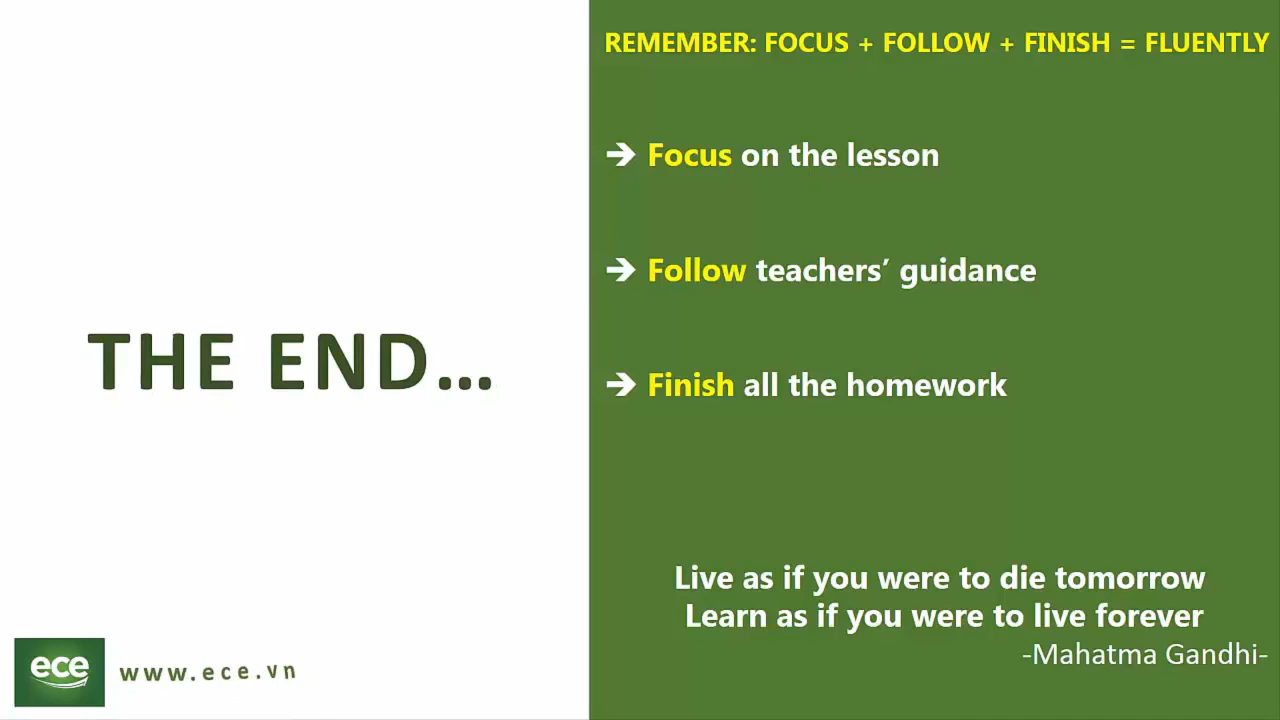 THE END...
ece
www.ece.vn
REMEMBER: FOCUS + FOLLOW + FINISH = FLUENTLY
➔ Focus on the lesson
➔ Follow teachers’ guidance
➔ Finish all the homework
Live as if you were to die tomorrow
Learn as if you were to live forever
-Mahatma Gandhi-